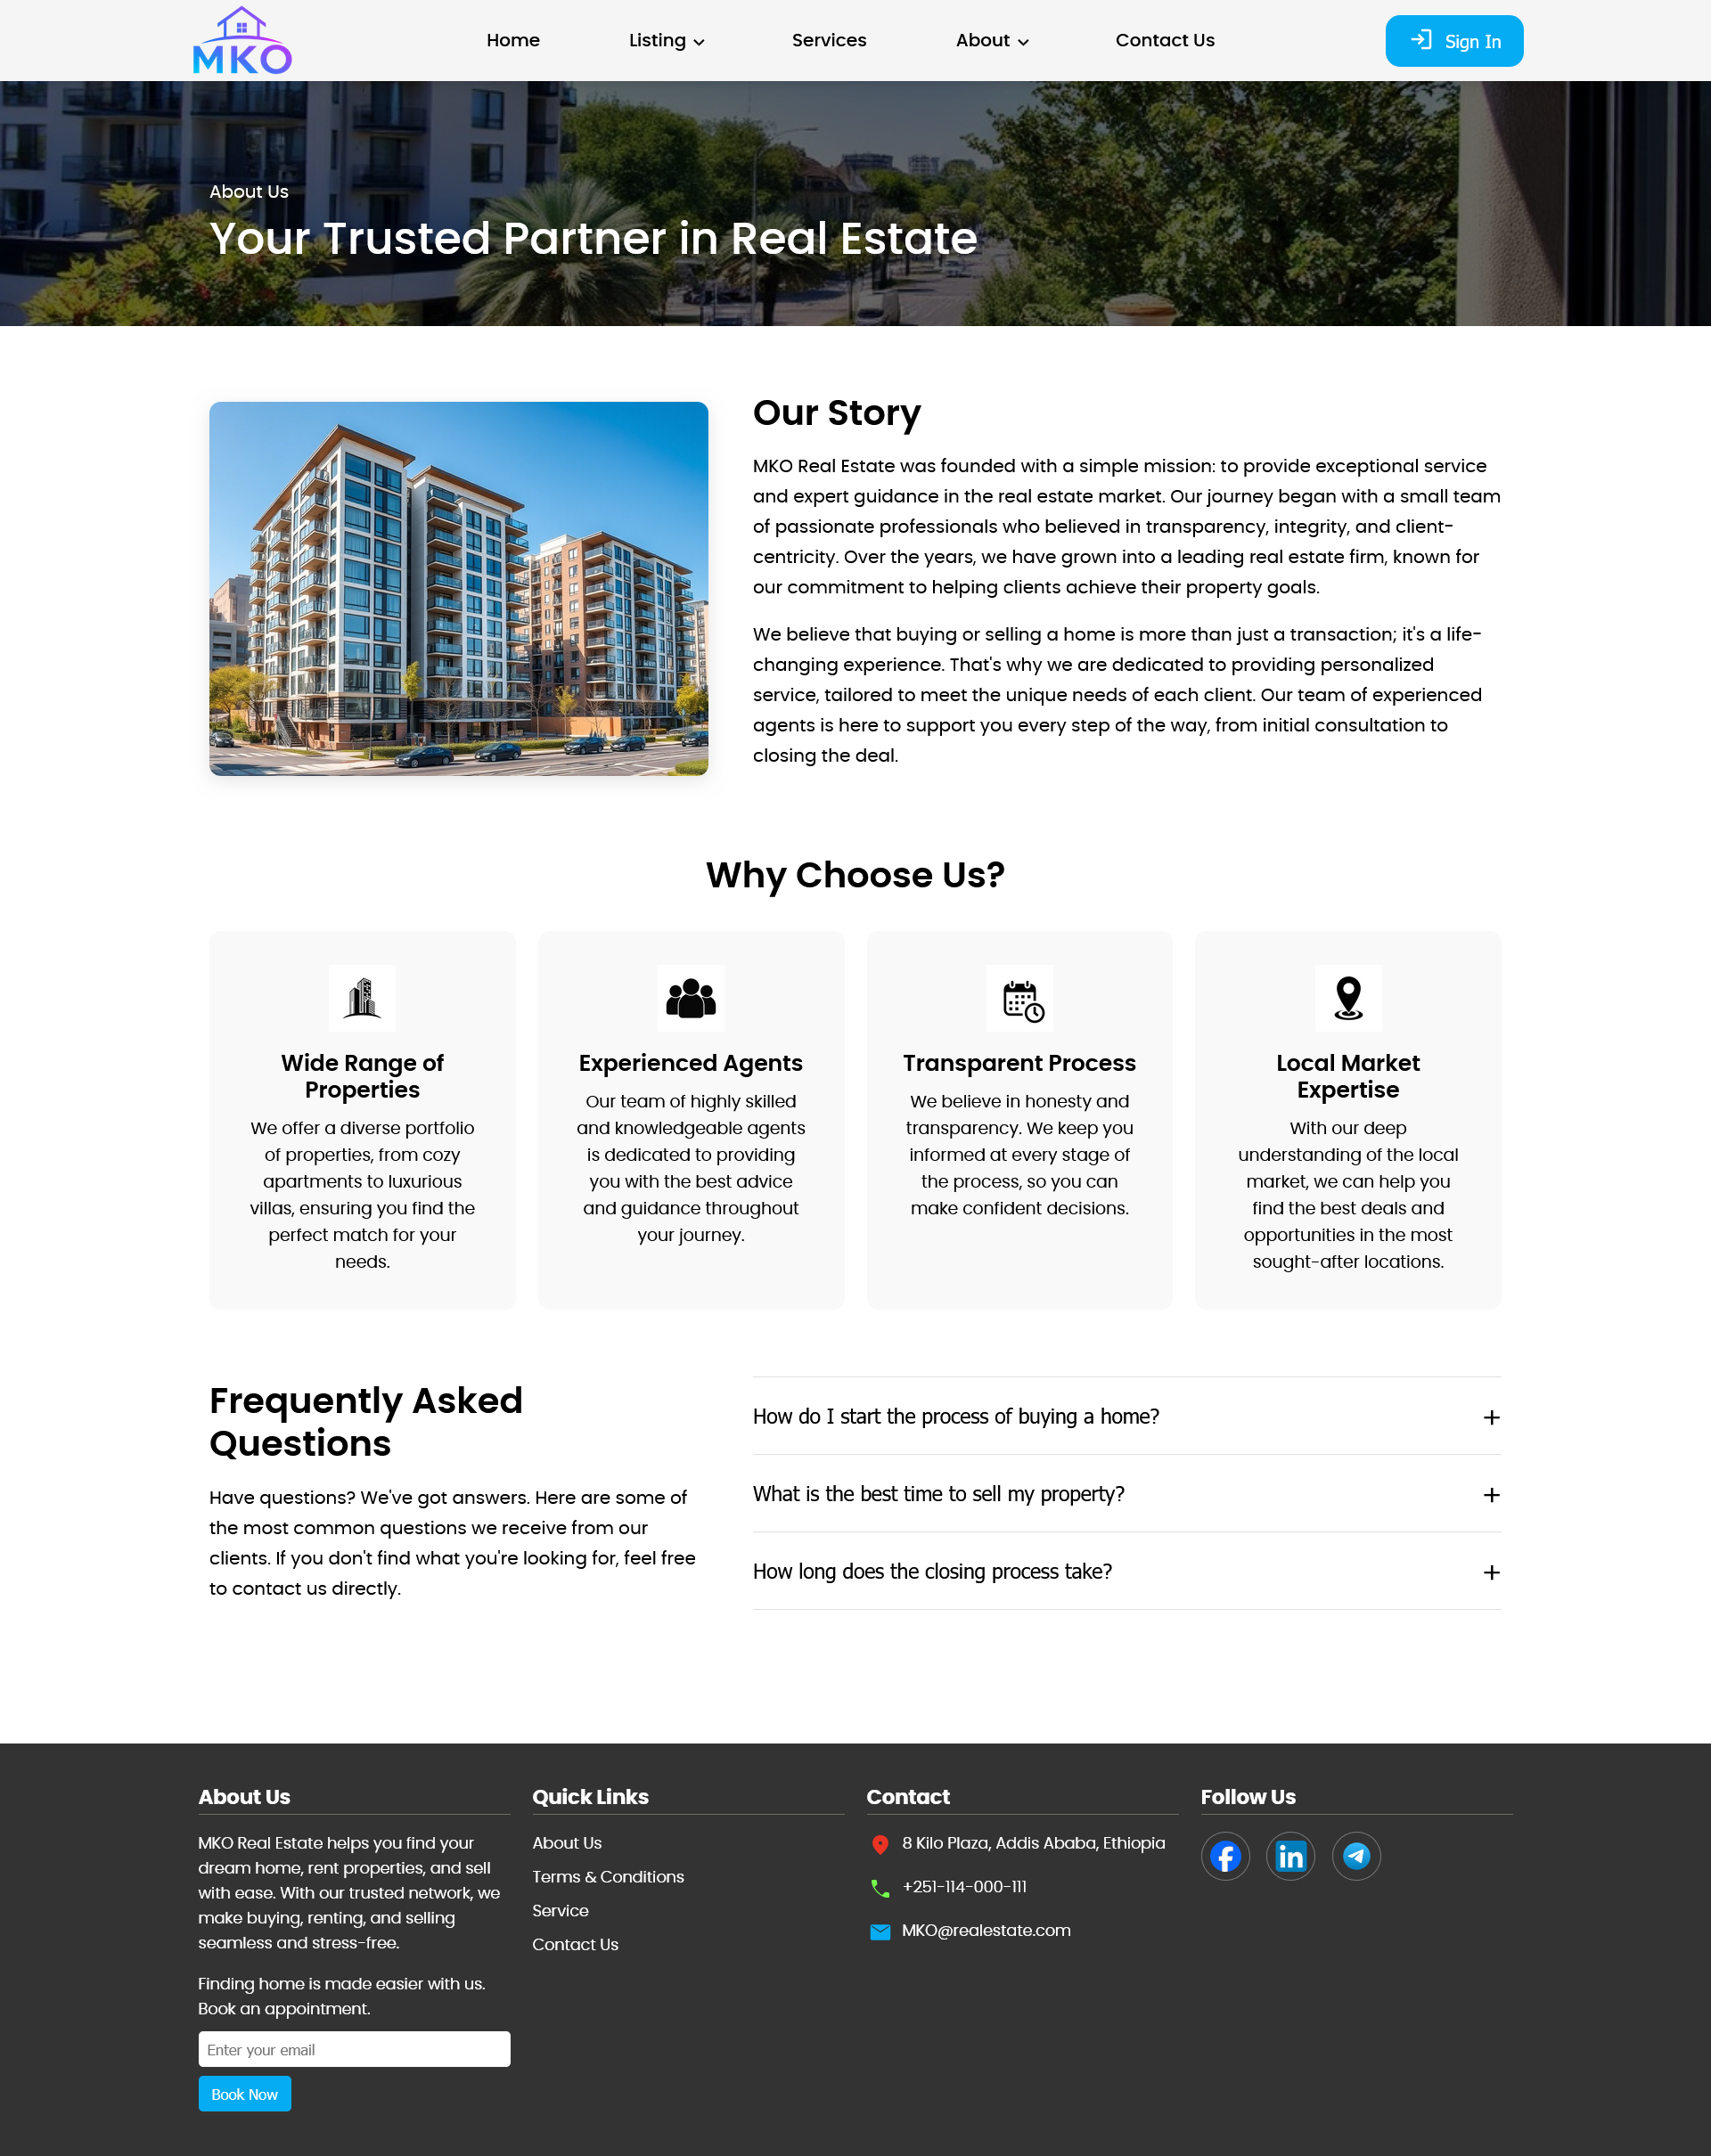 MKO
Home
Listing
Services
About
Contact Us
Sign In
About Us
Your Trusted Partner in Real Estate
Our Story
MKO Real Estate was founded with a simple mission: to provide exceptional service
and expert guidance in the real estate market. Our journey began with a small team
of passionate professionals who believed in transparency, integrity, and client-
centricity. Over the years, we have grown into a leading real estate firm, known for
our commitment to helping clients achieve their property goals.
We believe that buying or selling a home is more than just a transaction; it's a life-
changing experience. That's why we are dedicated to providing personalized
service, tailored to meet the unique needs of each client. Our team of experienced
agents is here to support you every step of the way, from initial consultation to
closing the deal.
Why Choose Us?
Wide Range of
Properties
We offer a diverse portfolio
of properties, from cozy
apartments to luxurious
villas, ensuring you find the
perfect match for your
needs.
Experienced Agents
Our team of highly skilled
and knowledgeable agents
is dedicated to providing
you with the best advice
and guidance throughout
your journey.
Transparent Process
We believe in honesty and
transparency. We keep you
informed at every stage of
the process, so you can
make confident decisions.
Local Market
Expertise
With our deep
understanding of the local
market, we can help you
find the best deals and
opportunities in the most
sought-after locations.
Frequently Asked
Questions
Have questions? We've got answers. Here are some of
the most common questions we receive from our
clients. If you don't find what you're looking for, feel free
to contact us directly.
How do I start the process of buying a home?
+
What is the best time to sell my property?
+
How long does the closing process take?
+
About Us
MKO Real Estate helps you find your
dream home, rent properties, and sell
with ease. With our trusted network, we
make buying, renting, and selling
seamless and stress-free.
Finding home is made easier with us.
Book an appointment.
Enter your email
Book Now
Quick Links
About Us
Terms & Conditions
Service
Contact Us
Contact
8 Kilo Plaza, Addis Ababa, Ethiopia
+251-114-000-111
MKO@realestate.com
Follow Us